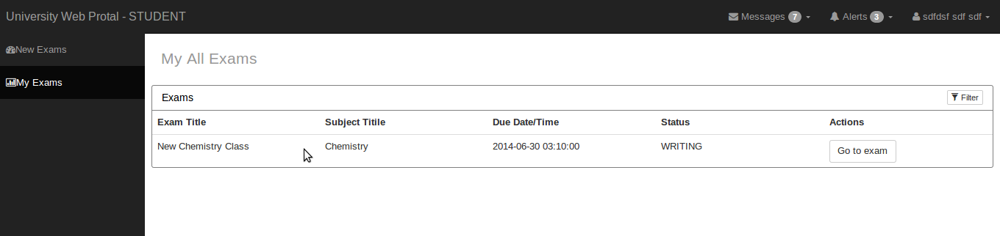 University Web Protal - STUDENT
Messages 7
Alerts 3
sdfdsf sdf sdf
New Exams
My Exams
My All Exams
Exams
Filter
Exam Title Subject Titile Due Date/Time Status Actions
New Chemistry Class Chemistry 2014-06-30 03:10:00 WRITING Go to exam